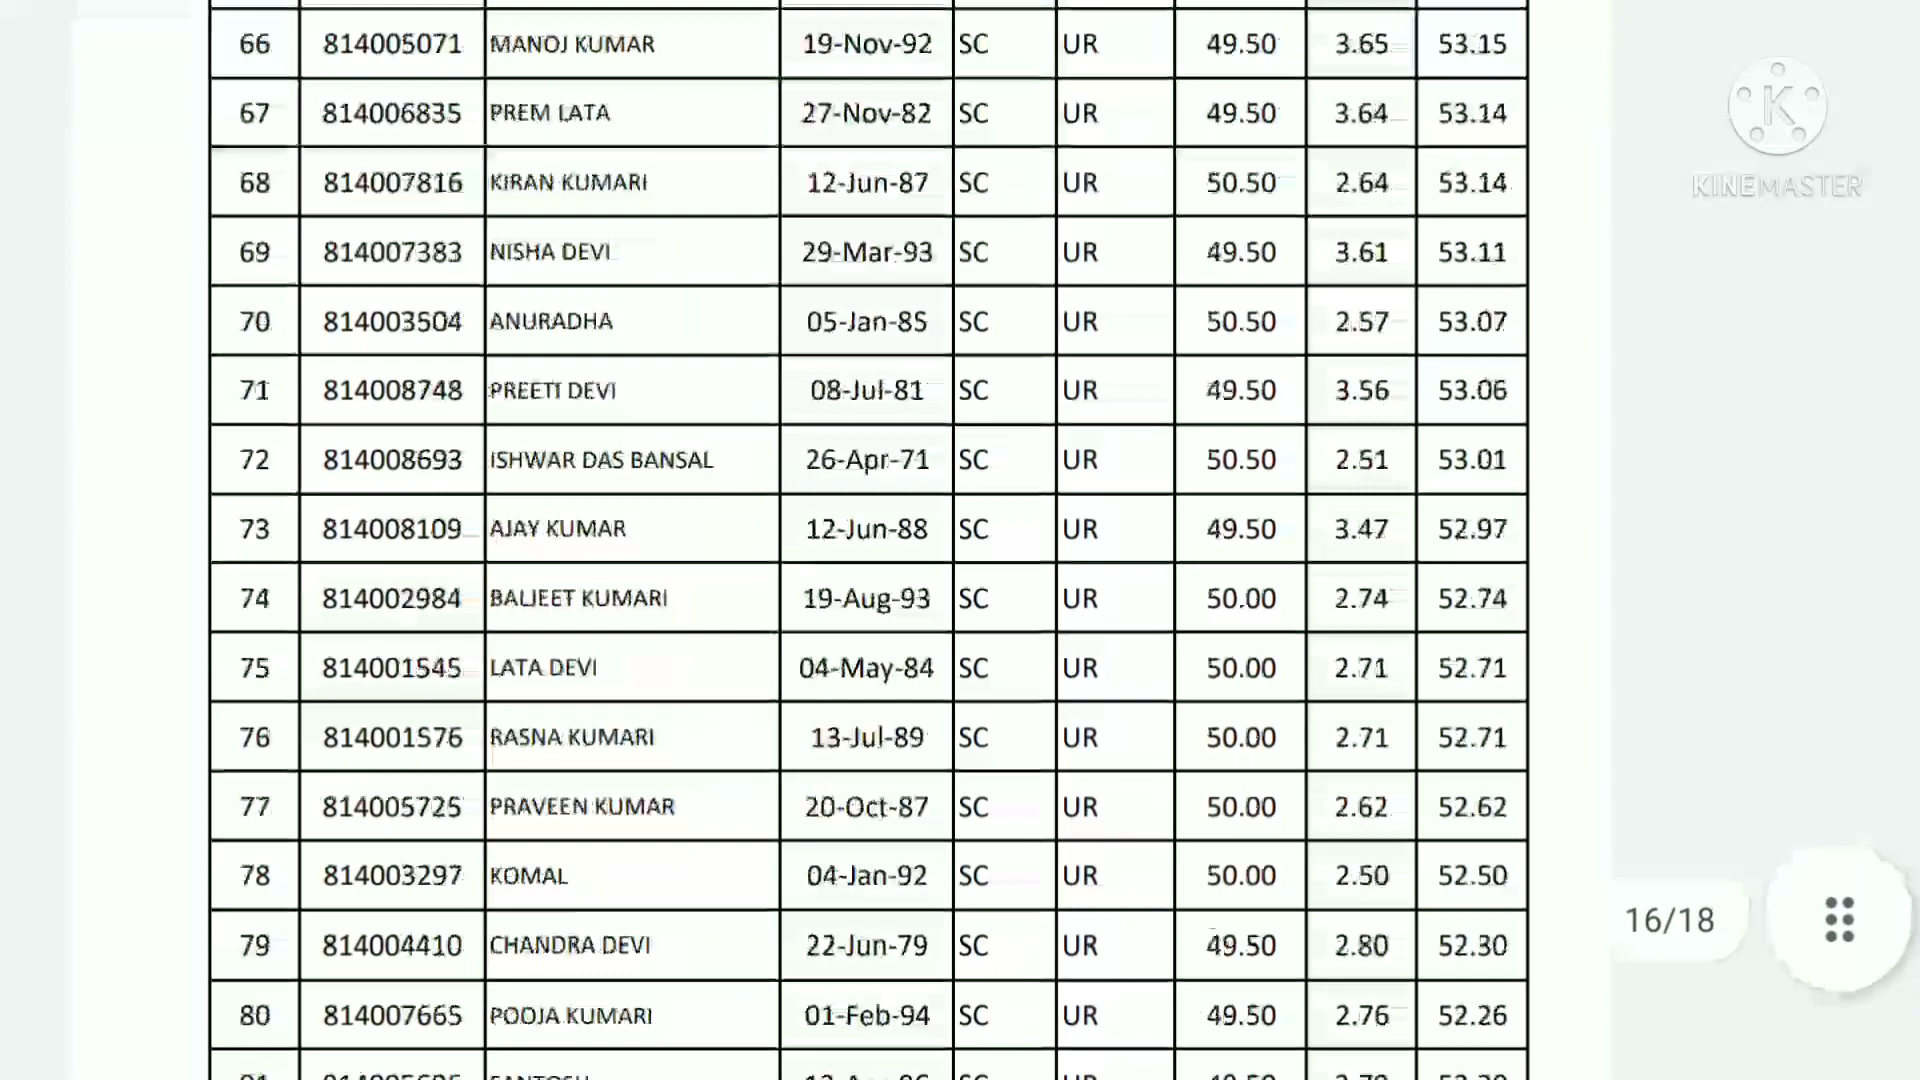 66 814005071 MANOJ KUMAR 19-Nov-92 SC UR 49.50 3.65 53.15
67 814006835 PREM LATA 27-Nov-82 SC UR 49.50 3.64 53.14
68 814007816 KIRAN KUMARI 12-Jun-87 SC UR 50.50 2.64 53.14
69 814007383 NISHA DEVI 29-Mar-93 SC UR 49.50 3.61 53.11
70 814003504 ANURADHA 05-Jan-85 SC UR 50.50 2.57 53.07
71 814008748 PREETI DEVI 08-Jul-81 SC UR 49.50 3.56 53.06
72 814008693 ISHWAR DAS BANSAL 26-Apr-71 SC UR 50.50 2.51 53.01
73 814008109 AJAY KUMAR 12-Jun-88 SC UR 49.50 3.47 52.97
74 814002984 BALJEET KUMARI 19-Aug-93 SC UR 50.00 2.74 52.74
75 814001545 LATA DEVI 04-May-84 SC UR 50.00 2.71 52.71
76 814001576 RASNA KUMARI 13-Jul-89 SC UR 50.00 2.71 52.71
77 814005725 PRAVEEN KUMAR 20-Oct-87 SC UR 50.00 2.62 52.62
78 814003297 KOMAL 04-Jan-92 SC UR 50.00 2.50 52.50
79 814004410 CHANDRA DEVI 22-Jun-79 SC UR 49.50 2.80 52.30
80 814007665 POOJA KUMARI 01-Feb-94 SC UR 49.50 2.76 52.26
K
KINEMASTER
16/18